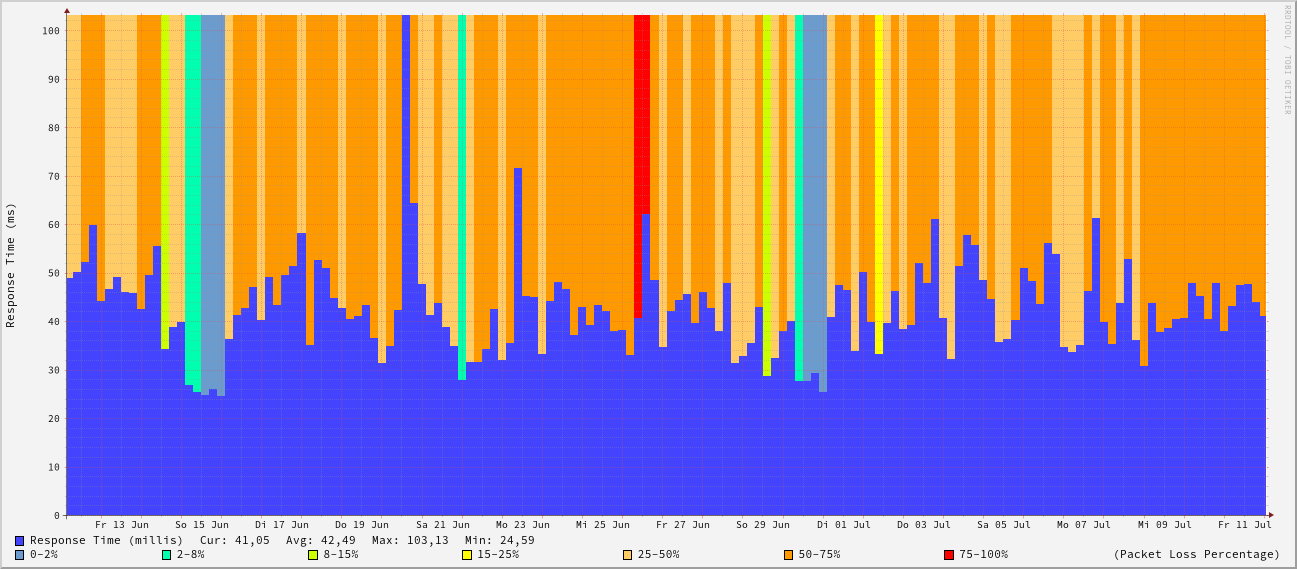 RRDTOOL / TOBI OETIKER
Response Time (ms)
100
90
80
70
60
50
40
30
20
10
0
Fr 13 Jun So 15 Jun Di 17 Jun Do 19 Jun Sa 21 Jun Mo 23 Jun Mi 25 Jun Fr 27 Jun So 29 Jun Di 01 Jul Do 03 Jul Sa 05 Jul Mo 07 Jul Mi 09 Jul Fr 11 Jul
Response Time (millis) Cur: 41,05 Avg: 42,49 Max: 103,13 Min: 24,59
0-2% 2-8% 8-15% 15-25% 25-50% 50-75% 75-100% (Packet Loss Percentage)